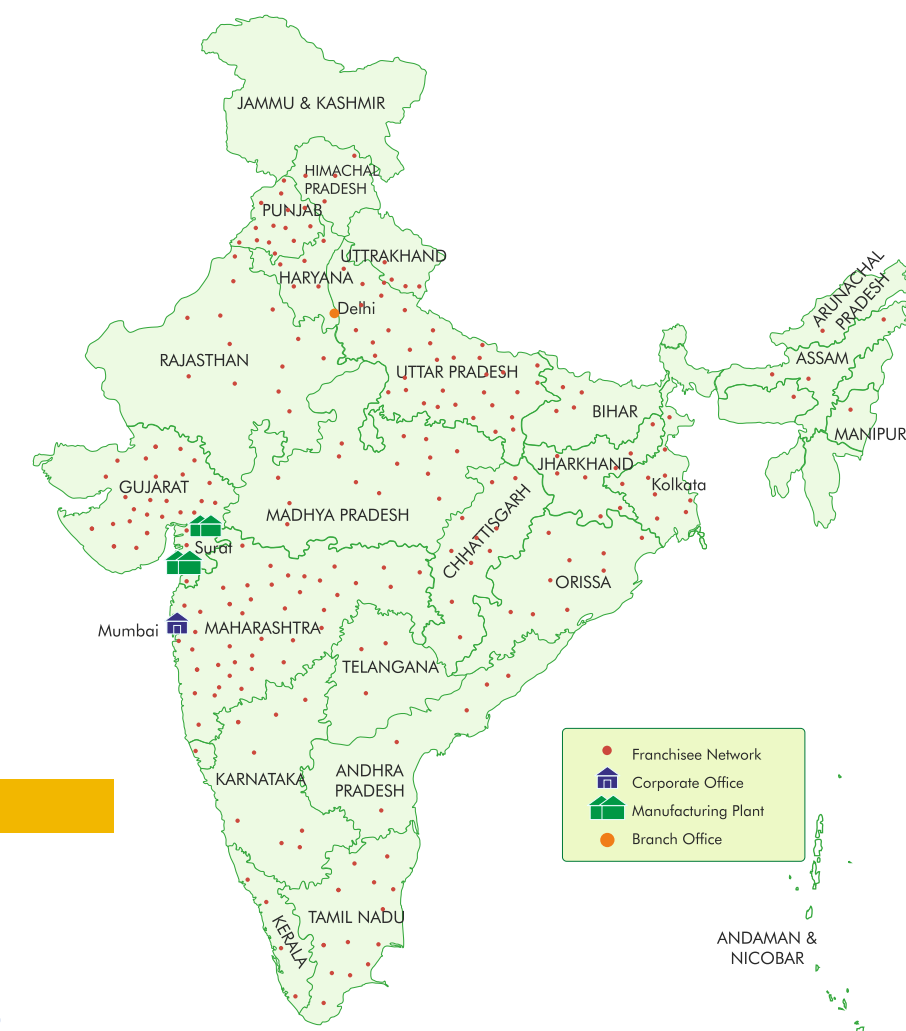 JAMMU & KASHMIR
HIMACHAL
PRADESH
PUNJAB
UTTRAKHAND
HARYANA
Delhi
ARUNACHAL
PRADESH
RAJASTHAN
UTTAR PRADESH
ASSAM
BIHAR
MANIPUR
JHARKHAND
GUJARAT
Kolkata
MADHYA PRADESH
CHHATTISGARH
Surat
ORISSA
Mumbai
MAHARASHTRA
TELANGANA
KARNATAKA
ANDHRA
PRADESH
Franchisee Network
Corporate Office
Manufacturing Plant
Branch Office
TAMIL NADU
KERALA
ANDAMAN &
NICOBAR